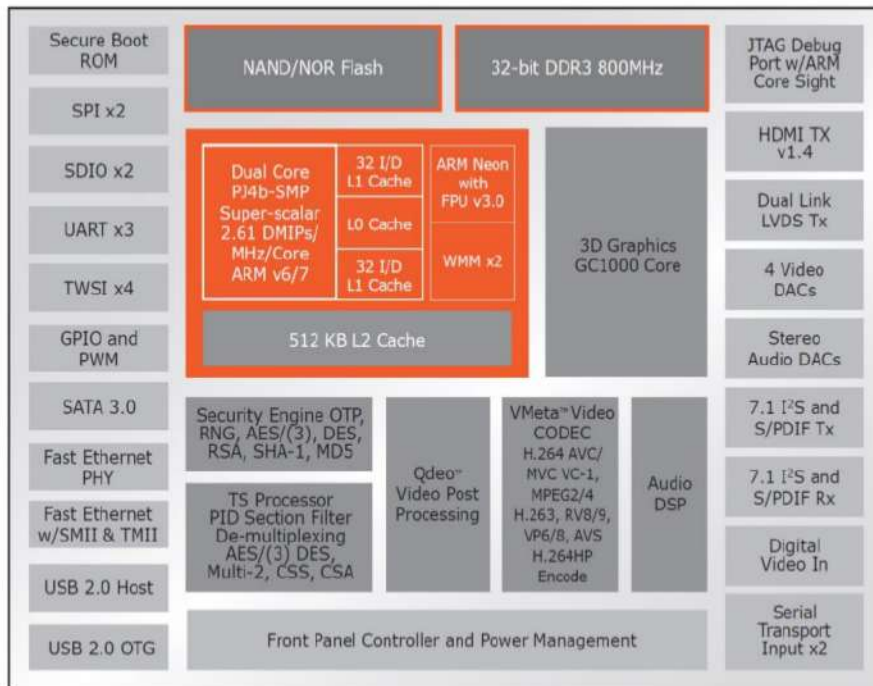 Secure Boot
ROM
SPI x2
SDIO x2
UART x3
TWSI x4
GPIO and
PWM
SATA 3.0
Fast Ethernet
PHY
Fast Ethernet
w/SMII & TMII
USB 2.0 Host
USB 2.0 OTG
NAND/NOR Flash
32-bit DDR3 800MHz
Dual Core
PJ4b-SMP
Super-scalar
2.61 DMIPs/
MHz/Core
ARM v6/7
32 I/D
L1 Cache
L0 Cache
32 I/D
L1 Cache
ARM Neon
with
FPU v3.0
WMM x2
512 KB L2 Cache
3D Graphics
GC1000 Core
Security Engine OTP,
RNG, AES/(3), DES,
RSA, SHA-1, MD5
TS Processor
PID Section Filter
De-multiplexing
AES/(3) DES,
Multi-2, CSS, CSA
Qdeo™
Video Post
Processing
VMeta™ Video
CODEC
H.264 AVC/
MVC VC-1,
MPEG2/4
H.263, RV8/9,
VP6/8, AVS
H.264HP
Encode
Audio
DSP
Front Panel Controller and Power Management
JTAG Debug
Port w/ARM
Core Sight
HDMI TX
v1.4
Dual Link
LVDS Tx
4 Video
DACs
Stereo
Audio DACs
7.1 I²S and
S/PDIF Tx
7.1 I²S and
S/PDIF Rx
Digital
Video In
Serial
Transport
Input x2